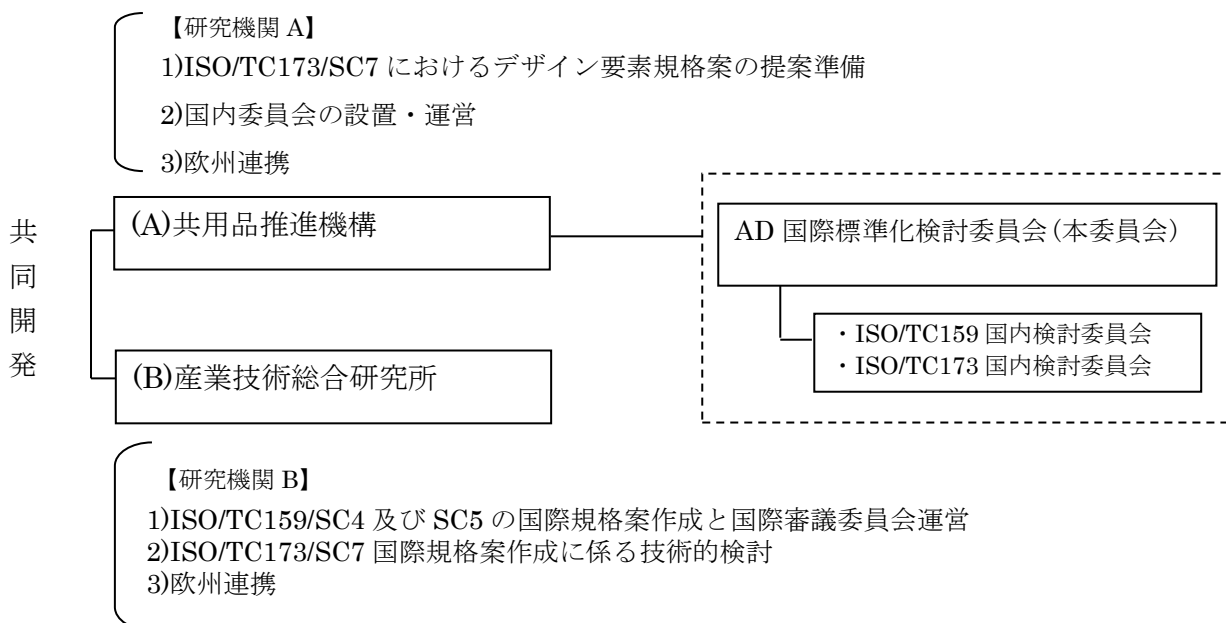 【研究機関 A】
1)ISO/TC173/SC7 におけるデザイン要素規格案の提案準備
2)国内委員会の設置・運営
3)欧州連携
共同開発
(A)共用品推進機構
AD 国際標準化検討委員会(本委員会)
・ISO/TC159 国内検討委員会
・ISO/TC173 国内検討委員会
(B)産業技術総合研究所
【研究機関 B】
1)ISO/TC159/SC4 及び SC5 の国際規格案作成と国際審議委員会運営
2)ISO/TC173/SC7 国際規格案作成に係る技術的検討
3)欧州連携